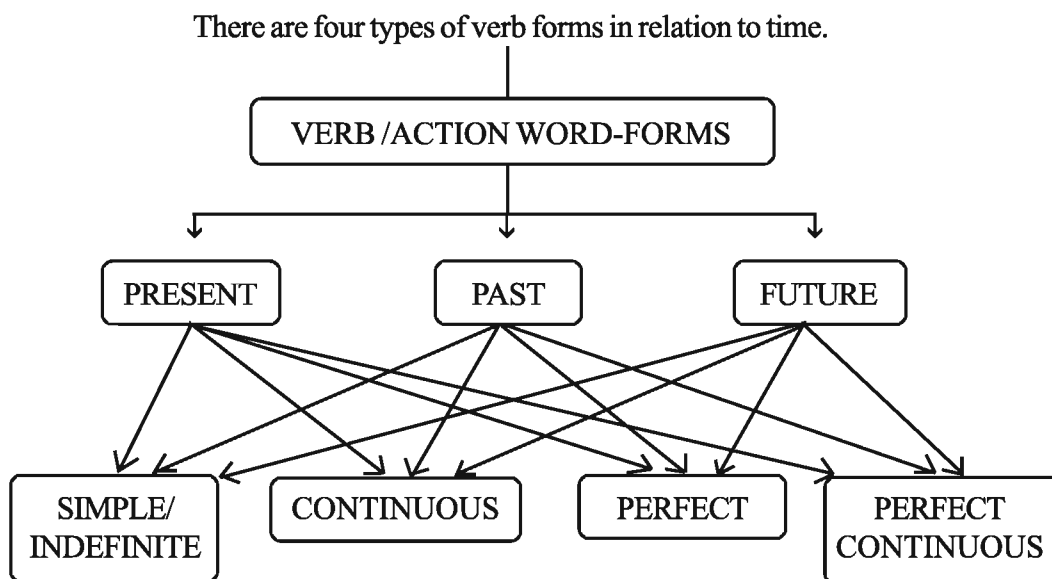 There are four types of verb forms in relation to time.
VERB /ACTION WORD-FORMS
PRESENT
PAST
FUTURE
SIMPLE/
INDEFINITE
CONTINUOUS
PERFECT
PERFECT
CONTINUOUS